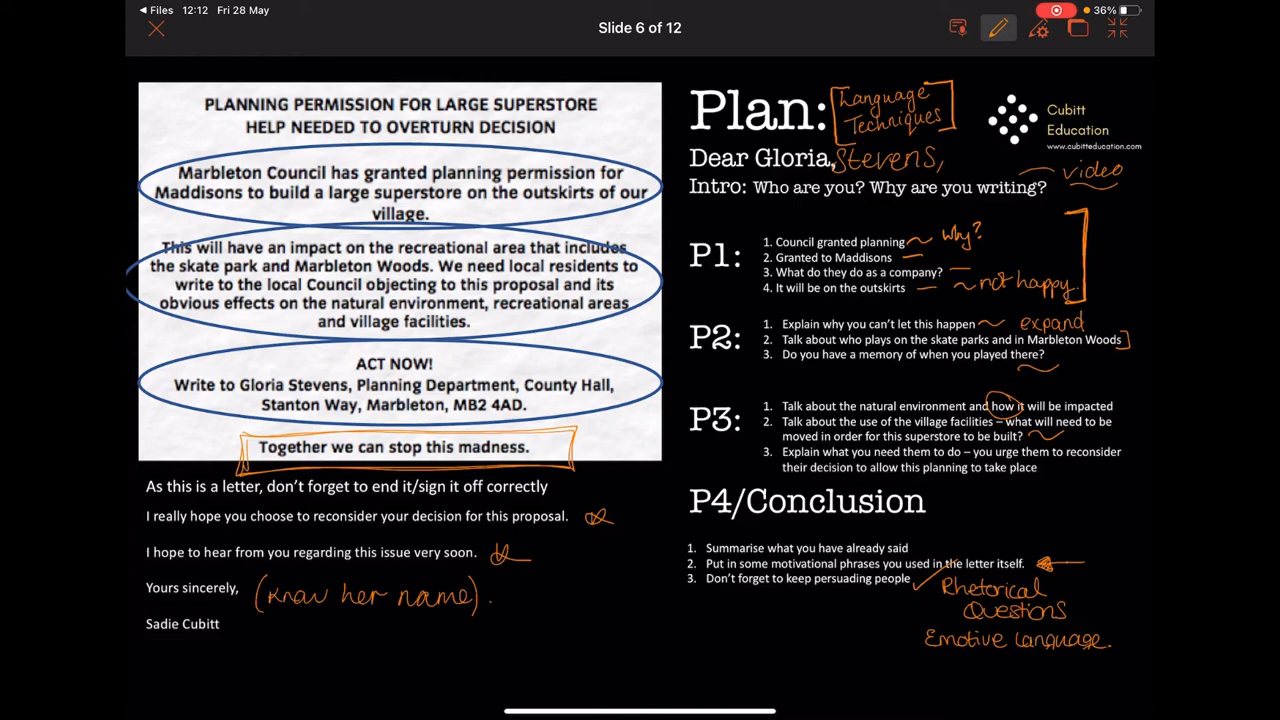 Files 12:12 Fri 28 May
36%
Slide 6 of 12
PLANNING PERMISSION FOR LARGE SUPERSTORE
HELP NEEDED TO OVERTURN DECISION
Marbleton Council has granted planning permission for
Maddisons to build a large superstore on the outskirts of our
village.
This will have an impact on the recreational area that includes
the skate park and Marbleton Woods. We need local residents to
write to the local Council objecting to this proposal and its
obvious effects on the natural environment, recreational areas
and village facilities.
ACT NOW!
Write to Gloria Stevens, Planning Department, County Hall,
Stanton Way, Marbleton, MB2 4AD.
Together we can stop this madness.
As this is a letter, don't forget to end it/sign it off correctly
I really hope you choose to reconsider your decision for this proposal.
I hope to hear from you regarding this issue very soon.
Yours sincerely, (know her name).
Sadie Cubitt
Plan: Language
Techniques
Cubitt
Education
www.cubitteducation.com
Dear Gloria, Stevens,
Intro: Who are you? Why are you writing? video
P1:
1. Council granted planning why?
2. Granted to Maddisons
3. What do they do as a company?
4. It will be on the outskirts not happy.
P2:
1. Explain why you can't let this happen expand
2. Talk about who plays on the skate parks and in Marbleton Woods
3. Do you have a memory of when you played there?
P3:
1. Talk about the natural environment and how it will be impacted
2. Talk about the use of the village facilities – what will need to be
moved in order for this superstore to be built?
3. Explain what you need them to do – you urge them to reconsider
their decision to allow this planning to take place
P4/Conclusion
1. Summarise what you have already said
2. Put in some motivational phrases you used in the letter itself.
3. Don't forget to keep persuading people
Rhetorical
Questions
Emotive language.